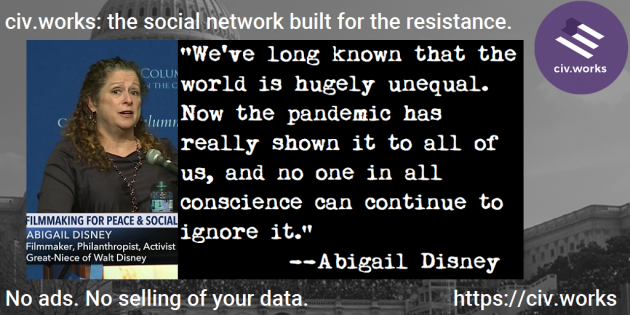 civ.works: the social network built for the resistance.
civ.works
"We've long known that the
world is hugely unequal.
Now the pandemic has
really shown it to all of
us, and no one in all
conscience can continue to
ignore it."
--Abigail Disney
FILMMAKING FOR PEACE & SOCIAL
ABIGAIL DISNEY
Filmmaker, Philanthropist, Activist
Great-Niece of Walt Disney
No ads. No selling of your data.
https://civ.works